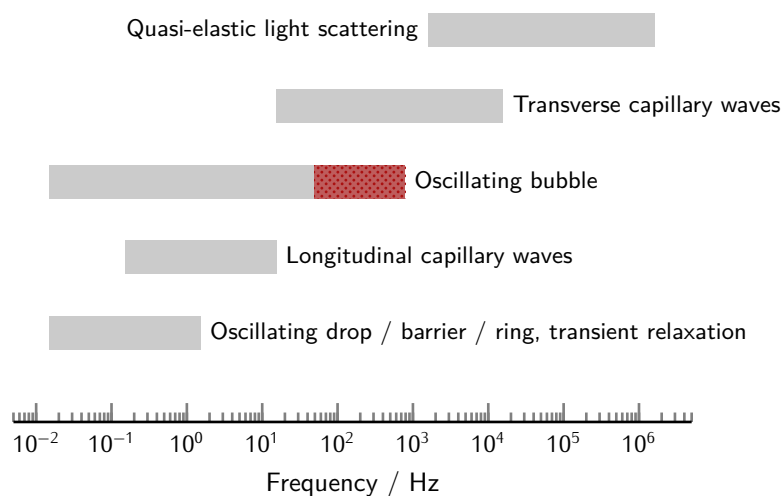 Quasi-elastic light scattering
Transverse capillary waves
Oscillating bubble
Longitudinal capillary waves
Oscillating drop / barrier / ring, transient relaxation
10⁻² 10⁻¹ 10⁰ 10¹ 10² 10³ 10⁴ 10⁵ 10⁶
Frequency / Hz